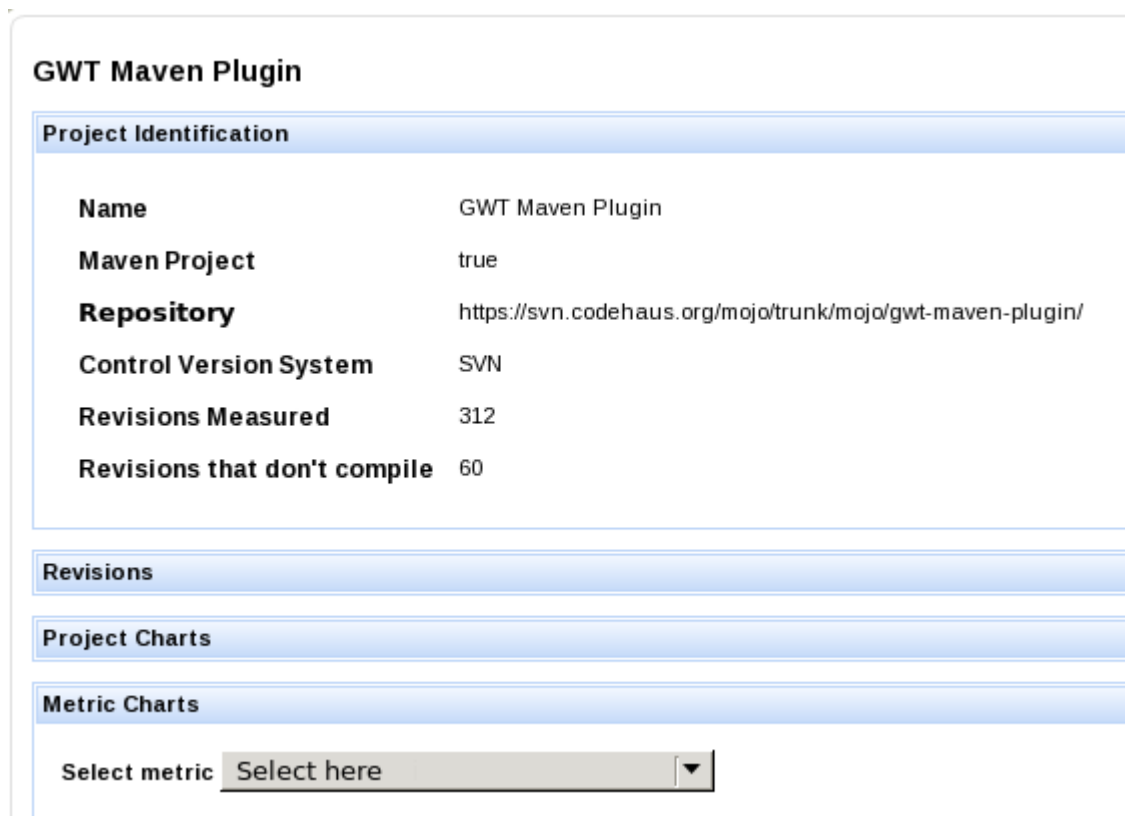 GWT Maven Plugin
Project Identification
Name GWT Maven Plugin
Maven Project true
Repository https://svn.codehaus.org/mojo/trunk/mojo/gwt-maven-plugin/
Control Version System SVN
Revisions Measured 312
Revisions that don't compile 60
Revisions
Project Charts
Metric Charts
Select metric Select here